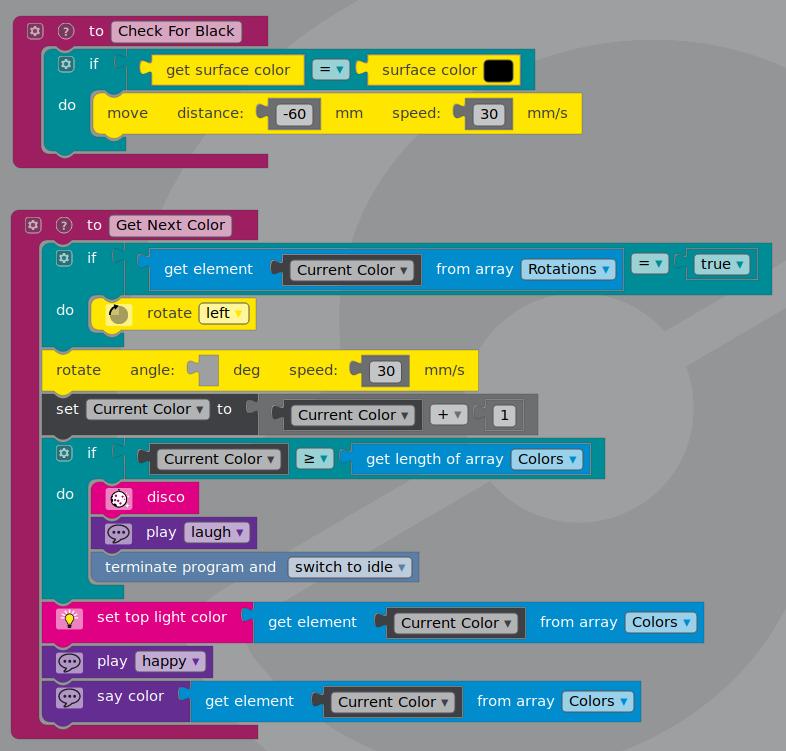 ? to Check For Black
if get surface color = ▾ surface color
do move distance: -60 mm speed: 30 mm/s
? to Get Next Color
if get element Current Color ▾ from array Rotations ▾ = ▾ true ▾
do rotate left ▾
rotate angle: deg speed: 30 mm/s
set Current Color ▾ to Current Color ▾ + ▾ 1
if Current Color ▾ ≥ ▾ get length of array Colors ▾
do disco
play laugh ▾
terminate program and switch to idle ▾
set top light color get element Current Color ▾ from array Colors ▾
play happy ▾
say color get element Current Color ▾ from array Colors ▾